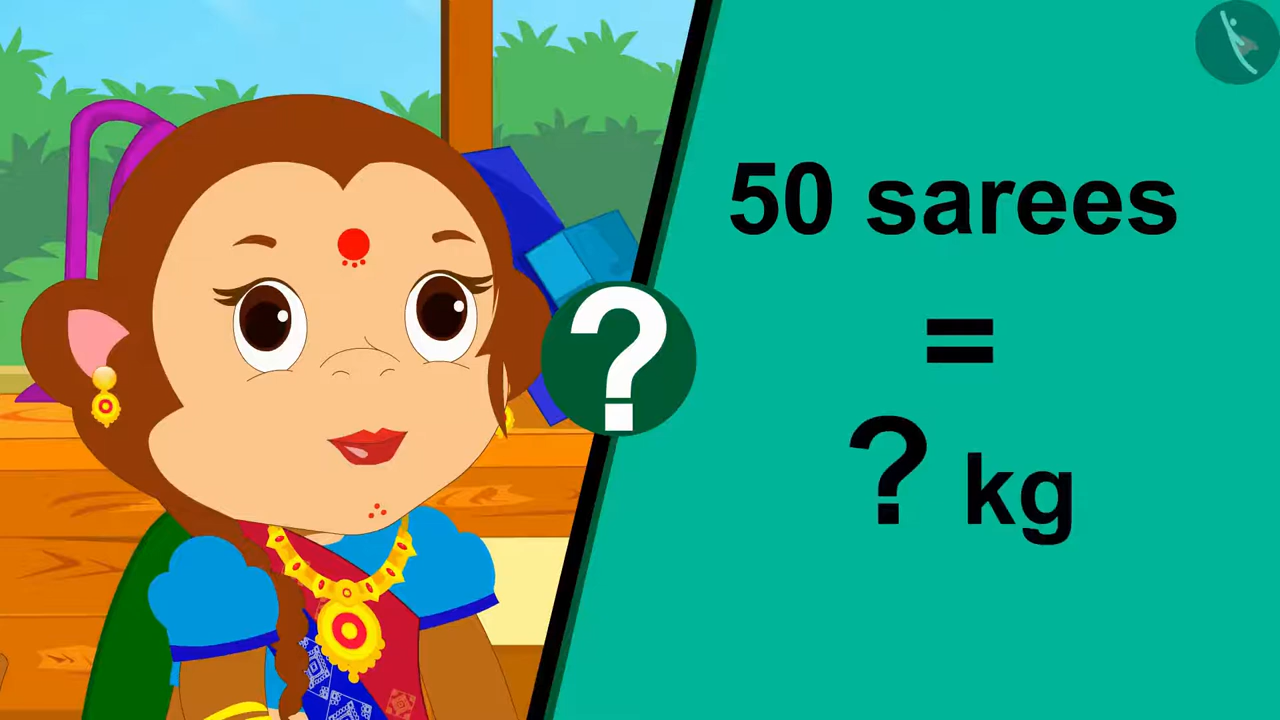 ?
50 sarees
=
? kg